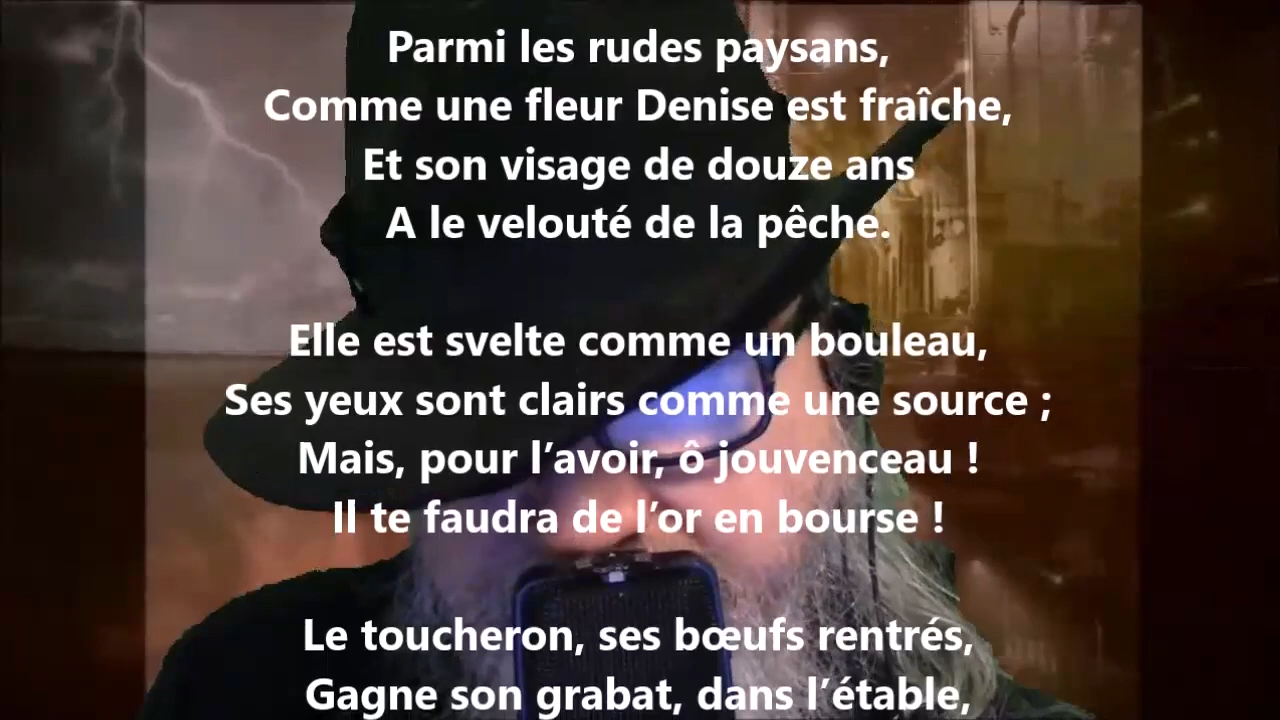 Parmi les rudes paysans,
Comme une fleur Denise est fraîche,
Et son visage de douze ans
A le velouté de la pêche.
Elle est svelte comme un bouleau,
Ses yeux sont clairs comme une source ;
Mais, pour l’avoir, ô jouvenceau !
Il te faudra de l’or en bourse !
Le toucheron, ses bœufs rentrés,
Gagne son grabat, dans l’étable,